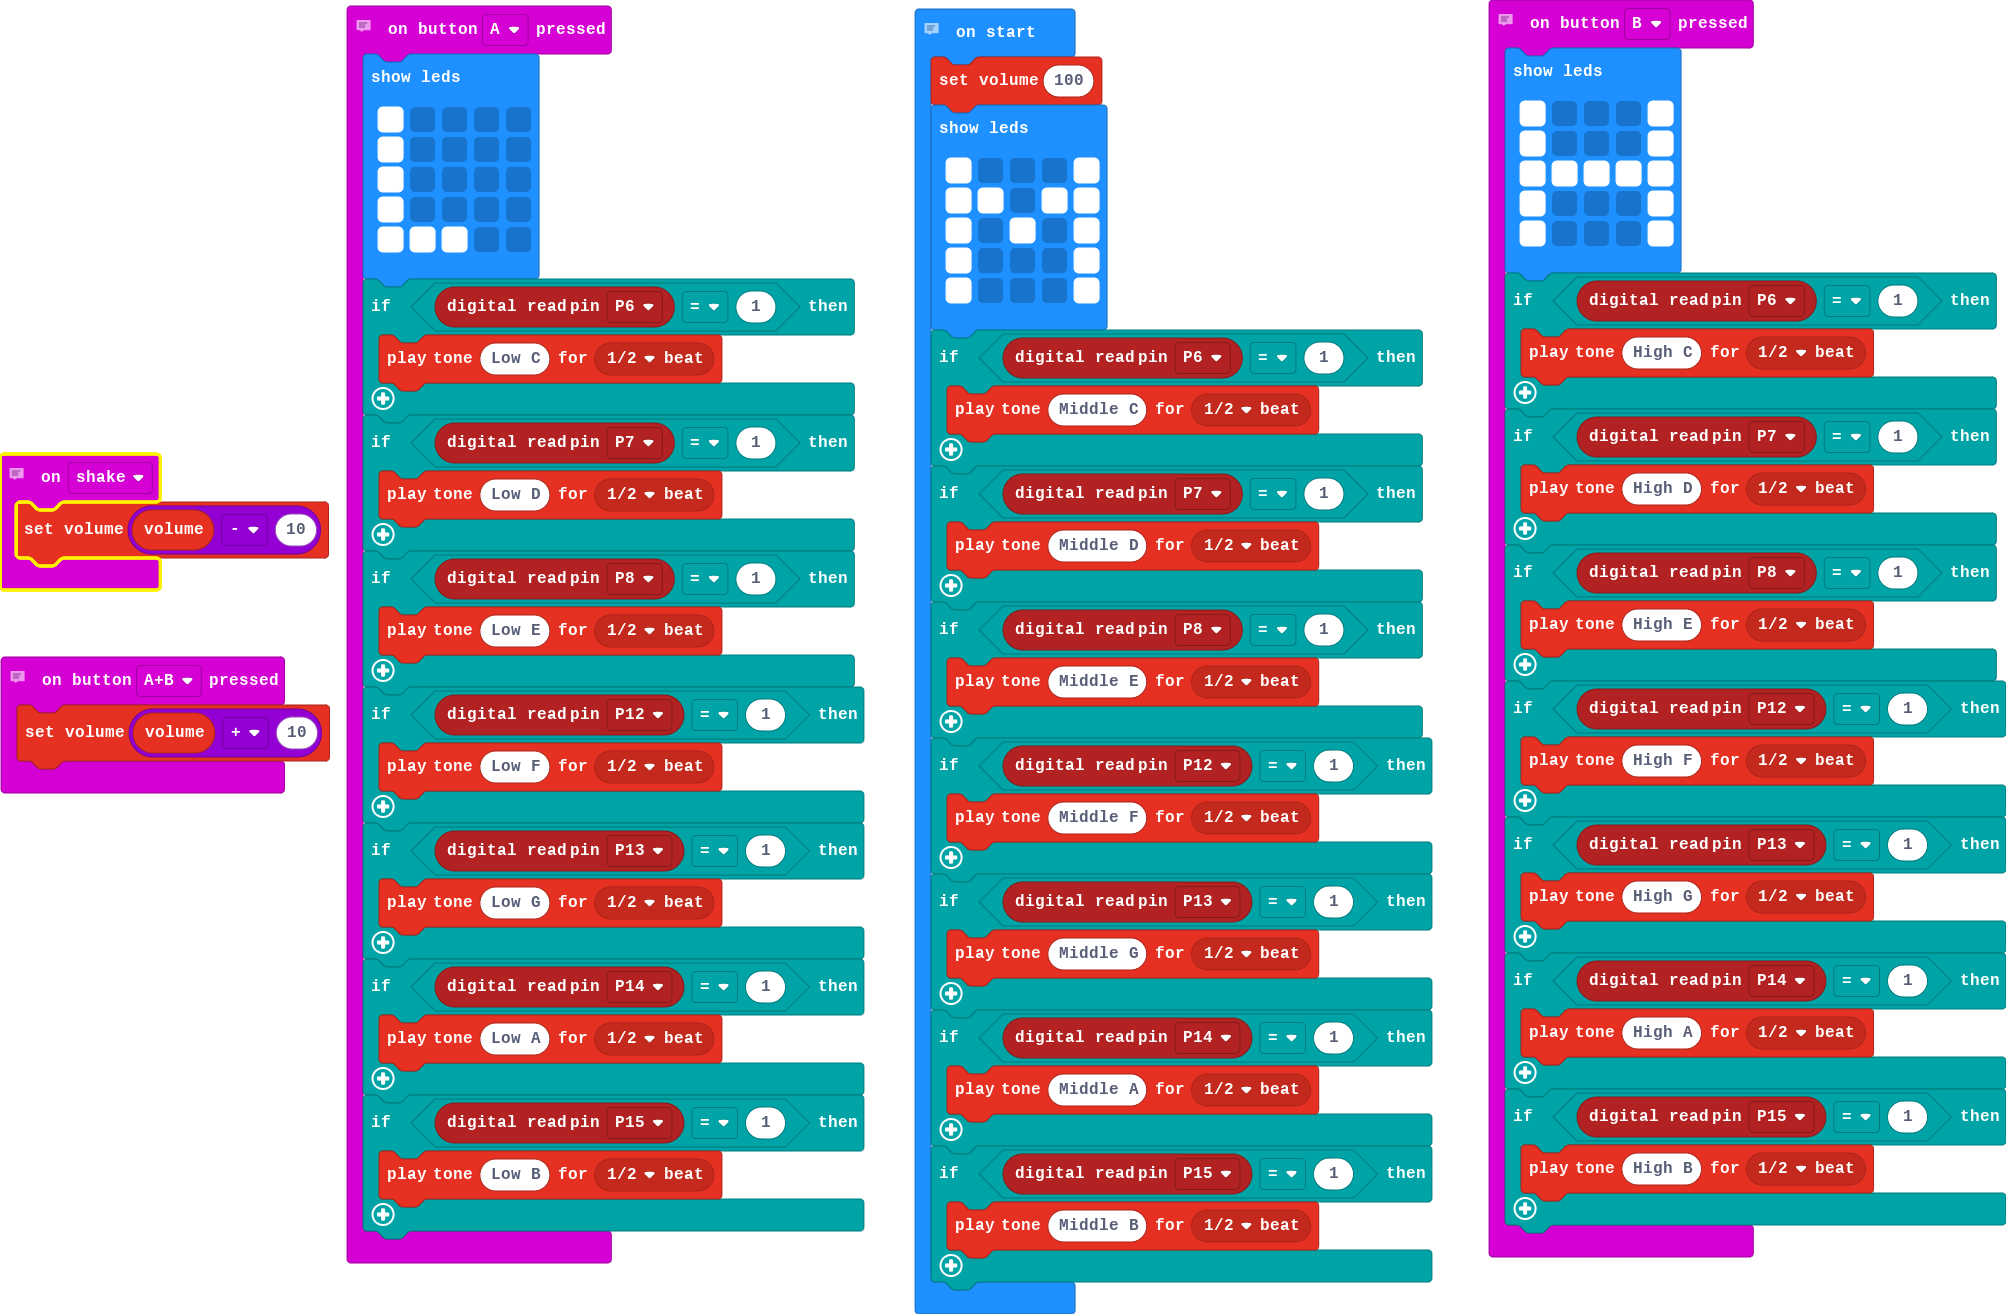 on shake
set volume volume - 10
on button A+B pressed
set volume volume + 10
on button A pressed
show leds
if digital read pin P6 = 1 then
play tone Low C for 1/2 beat
if digital read pin P7 = 1 then
play tone Low D for 1/2 beat
if digital read pin P8 = 1 then
play tone Low E for 1/2 beat
if digital read pin P12 = 1 then
play tone Low F for 1/2 beat
if digital read pin P13 = 1 then
play tone Low G for 1/2 beat
if digital read pin P14 = 1 then
play tone Low A for 1/2 beat
if digital read pin P15 = 1 then
play tone Low B for 1/2 beat
on start
set volume 100
show leds
if digital read pin P6 = 1 then
play tone Middle C for 1/2 beat
if digital read pin P7 = 1 then
play tone Middle D for 1/2 beat
if digital read pin P8 = 1 then
play tone Middle E for 1/2 beat
if digital read pin P12 = 1 then
play tone Middle F for 1/2 beat
if digital read pin P13 = 1 then
play tone Middle G for 1/2 beat
if digital read pin P14 = 1 then
play tone Middle A for 1/2 beat
if digital read pin P15 = 1 then
play tone Middle B for 1/2 beat
on button B pressed
show leds
if digital read pin P6 = 1 then
play tone High C for 1/2 beat
if digital read pin P7 = 1 then
play tone High D for 1/2 beat
if digital read pin P8 = 1 then
play tone High E for 1/2 beat
if digital read pin P12 = 1 then
play tone High F for 1/2 beat
if digital read pin P13 = 1 then
play tone High G for 1/2 beat
if digital read pin P14 = 1 then
play tone High A for 1/2 beat
if digital read pin P15 = 1 then
play tone High B for 1/2 beat